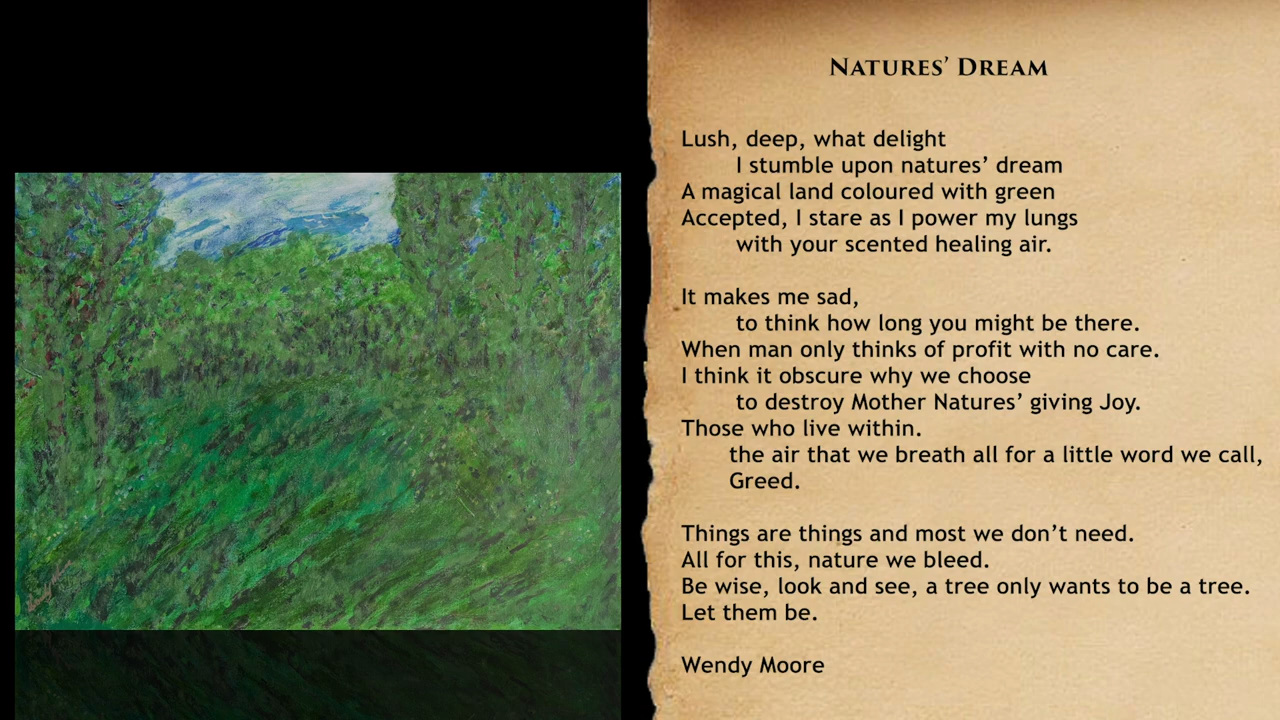 NATURES' DREAM
Lush, deep, what delight
I stumble upon natures' dream
A magical land coloured with green
Accepted, I stare as I power my lungs
with your scented healing air.
It makes me sad,
to think how long you might be there.
When man only thinks of profit with no care.
I think it obscure why we choose
to destroy Mother Natures' giving Joy.
Those who live within.
the air that we breath all for a little word we call,
Greed.
Things are things and most we don't need.
All for this, nature we bleed.
Be wise, look and see, a tree only wants to be a tree.
Let them be.
Wendy Moore